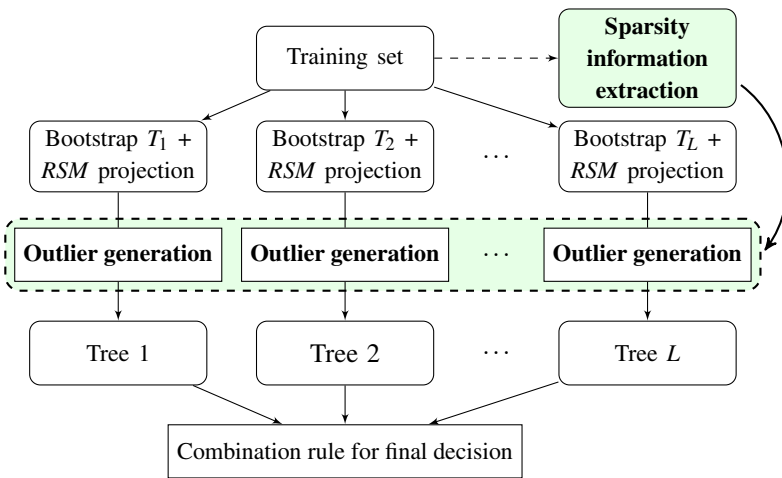 Training set
Sparsity
information
extraction
Bootstrap T1 +
RSM projection
Bootstrap T2 +
RSM projection
...
Bootstrap TL +
RSM projection
Outlier generation
Outlier generation
...
Outlier generation
Tree 1
Tree 2
...
Tree L
Combination rule for final decision